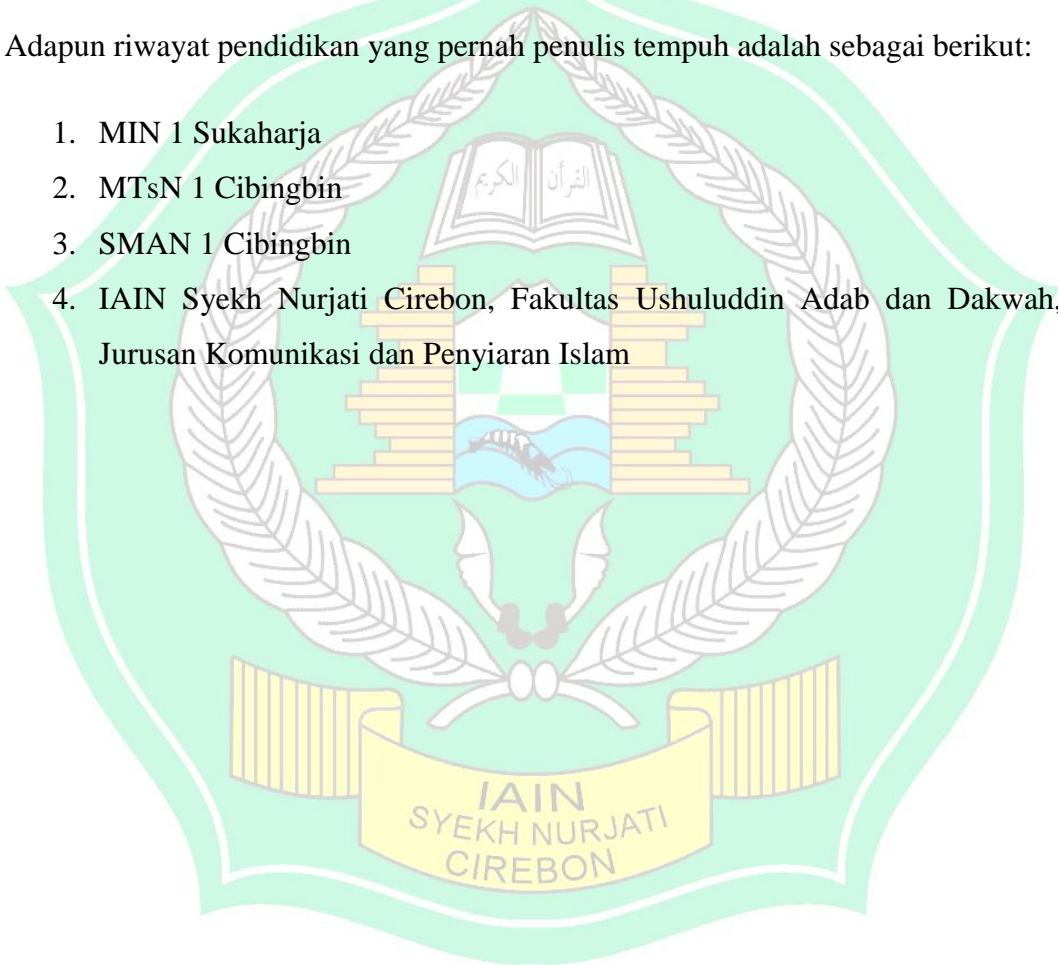 Adapun riwayat pendidikan yang pernah penulis tempuh adalah sebagai berikut:
1. MIN 1 Sukaharja
2. MTsN 1 Cibingbin
3. SMAN 1 Cibingbin
4. IAIN Syekh Nurjati Cirebon, Fakultas Ushuluddin Adab dan Dakwah,
Jurusan Komunikasi dan Penyiaran Islam
القرآن الكريم
IAIN
SYEKH NURJATI
CIREBON